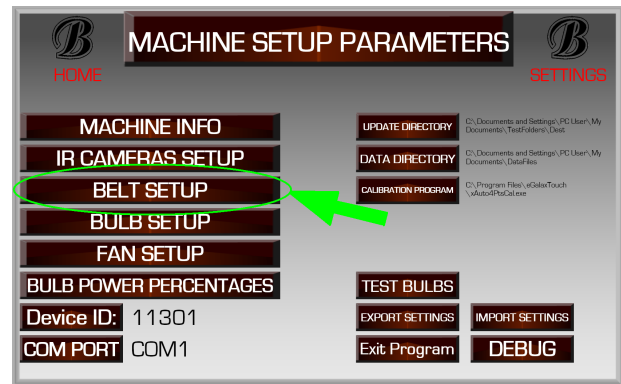 B MACHINE SETUP PARAMETERS B
HOME SETTINGS
MACHINE INFO
IR CAMERAS SETUP
BELT SETUP
BULB SETUP
FAN SETUP
BULB POWER PERCENTAGES
Device ID: 11301
COM PORT COM1
UPDATE DIRECTORY C:\Documents and Settings\PC User\My
Documents\TestFolders\Dest
DATA DIRECTORY C:\Documents and Settings\PC User\My
Documents\DataFiles
CALIBRATION PROGRAM C:\Program Files\eGalaxTouch
\xAuto4PtsCal.exe
TEST BULBS
EXPORT SETTINGS IMPORT SETTINGS
Exit Program DEBUG